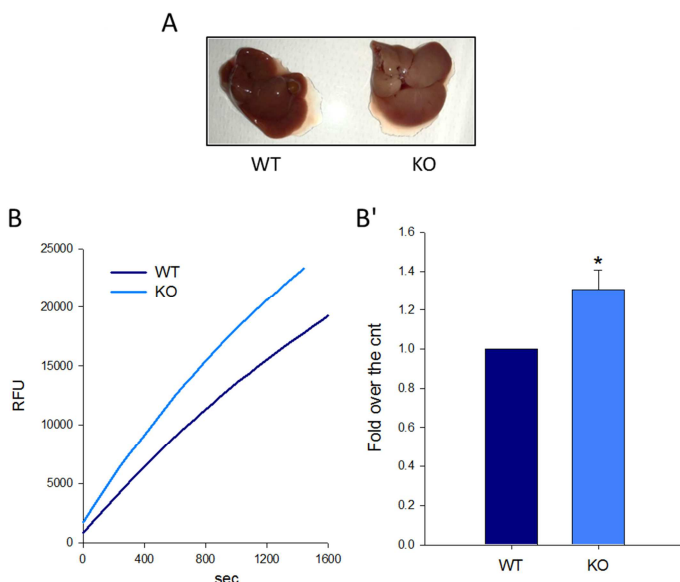 A
WT KO
B
25000
20000
15000
10000
5000
0
RFU
WT
KO
0 400 800 1200 1600
sec
B'
1.6
1.4
1.2
1.0
0.8
0.6
0.4
0.2
0.0
Fold over the cnt
*
WT KO